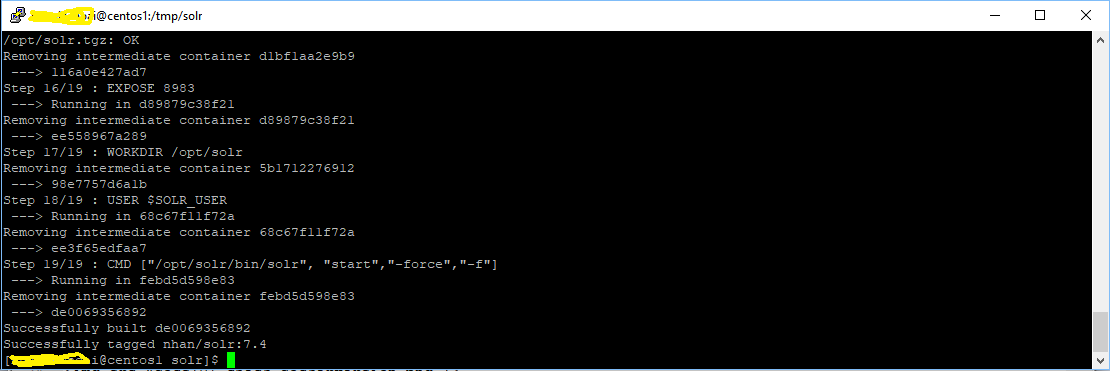 ai@centos1:/tmp/solr
/opt/solr.tgz: OK
Removing intermediate container d1bf1aa2e9b9
 ---> 116a0e427ad7
Step 16/19 : EXPOSE 8983
 ---> Running in d89879c38f21
Removing intermediate container d89879c38f21
 ---> ee558967a289
Step 17/19 : WORKDIR /opt/solr
Removing intermediate container 5b1712276912
 ---> 98e7757d6a1b
Step 18/19 : USER $SOLR_USER
 ---> Running in 68c67f11f72a
Removing intermediate container 68c67f11f72a
 ---> ee3f65edfaa7
Step 19/19 : CMD ["/opt/solr/bin/solr", "start","-force","-f"]
 ---> Running in febd5d598e83
Removing intermediate container febd5d598e83
 ---> de0069356892
Successfully built de0069356892
Successfully tagged nhan/solr:7.4
[i@centos1 solr]$